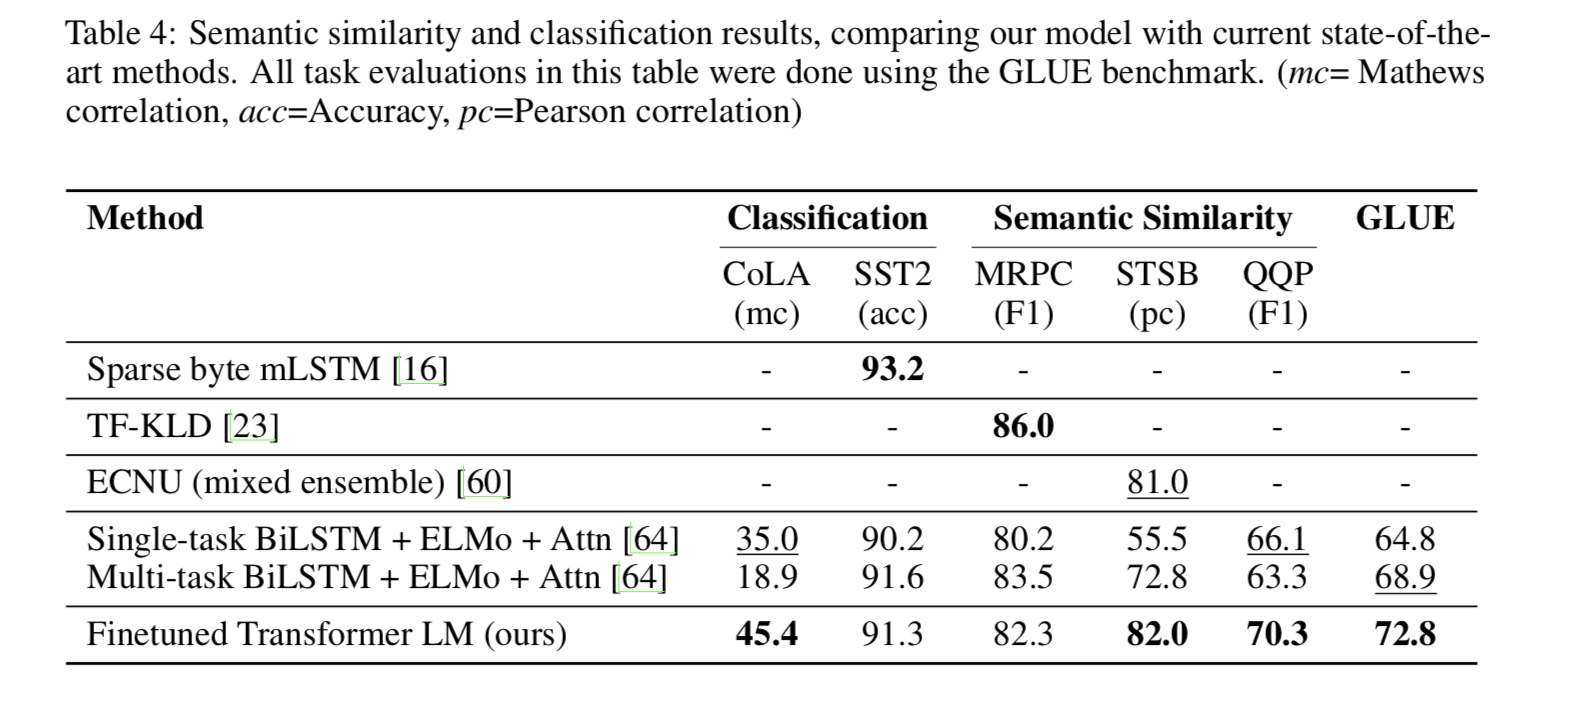 Table 4: Semantic similarity and classification results, comparing our model with current state-of-the-
art methods. All task evaluations in this table were done using the GLUE benchmark. (mc= Mathews
correlation, acc=Accuracy, pc=Pearson correlation)
Method Classification Semantic Similarity GLUE
CoLA SST2 MRPC STSB QQP
(mc) (acc) (F1) (pc) (F1)
Sparse byte mLSTM [16] - 93.2 - - - -
TF-KLD [23] - - 86.0 - - -
ECNU (mixed ensemble) [60] - - - 81.0 - -
Single-task BiLSTM + ELMo + Attn [64] 35.0 90.2 80.2 55.5 66.1 64.8
Multi-task BiLSTM + ELMo + Attn [64] 18.9 91.6 83.5 72.8 63.3 68.9
Finetuned Transformer LM (ours) 45.4 91.3 82.3 82.0 70.3 72.8